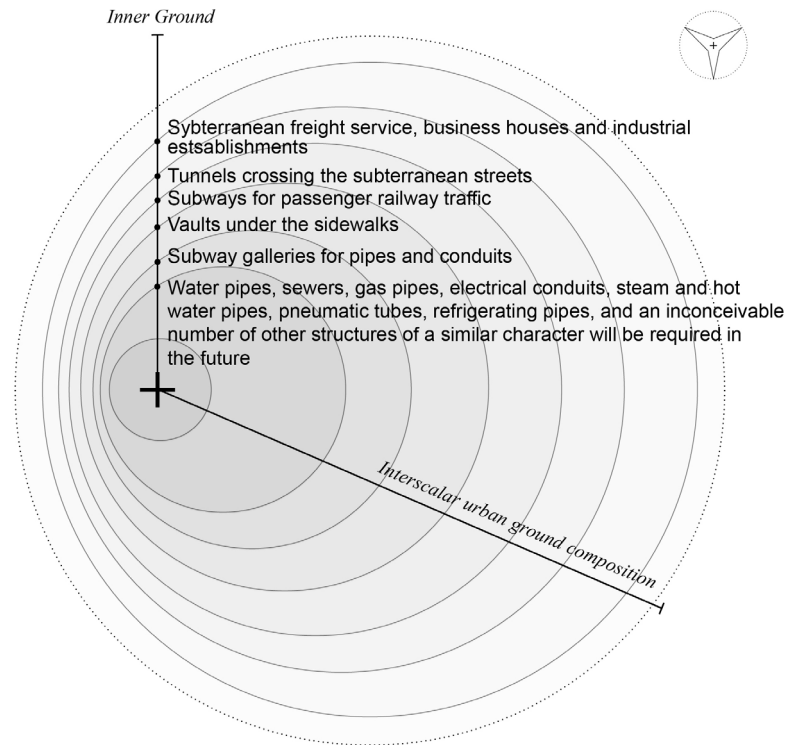 Inner Ground
Sybterranean freight service, business houses and industrial
estsablishments
Tunnels crossing the subterranean streets
Subways for passenger railway traffic
Vaults under the sidewalks
Subway galleries for pipes and conduits
Water pipes, sewers, gas pipes, electrical conduits, steam and hot
water pipes, pneumatic tubes, refrigerating pipes, and an inconceivable
number of other structures of a similar character will be required in
the future
Interscalar urban ground composition